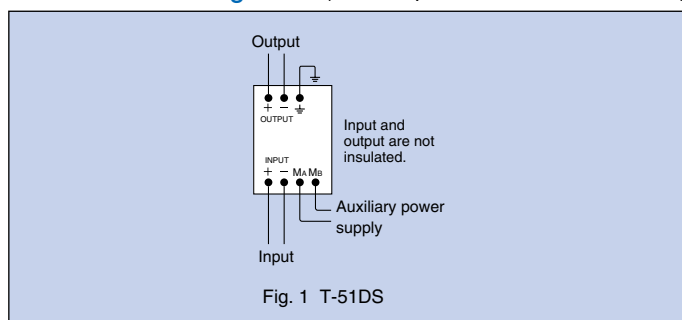 Output
+ − ⏚
OUTPUT
Input and
output are not
insulated.
INPUT
+ − MA MB
Auxiliary power
supply
Input
Fig. 1 T-51DS